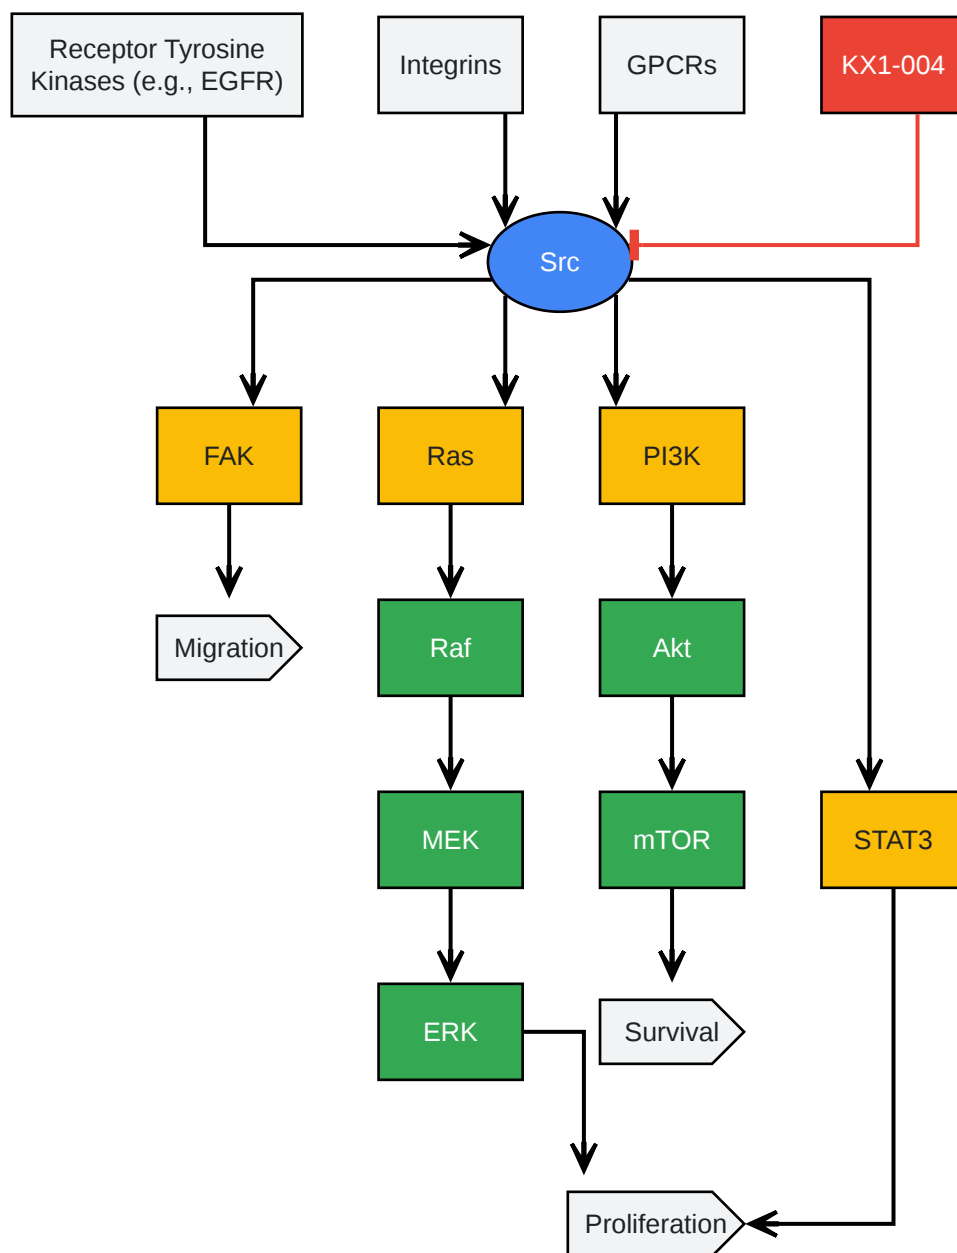 Receptor Tyrosine
Kinases (e.g., EGFR)
Integrins
GPCRs
KX1-004
Src
FAK
Ras
PI3K
Migration
Raf
Akt
MEK
mTOR
STAT3
ERK
Survival
Proliferation